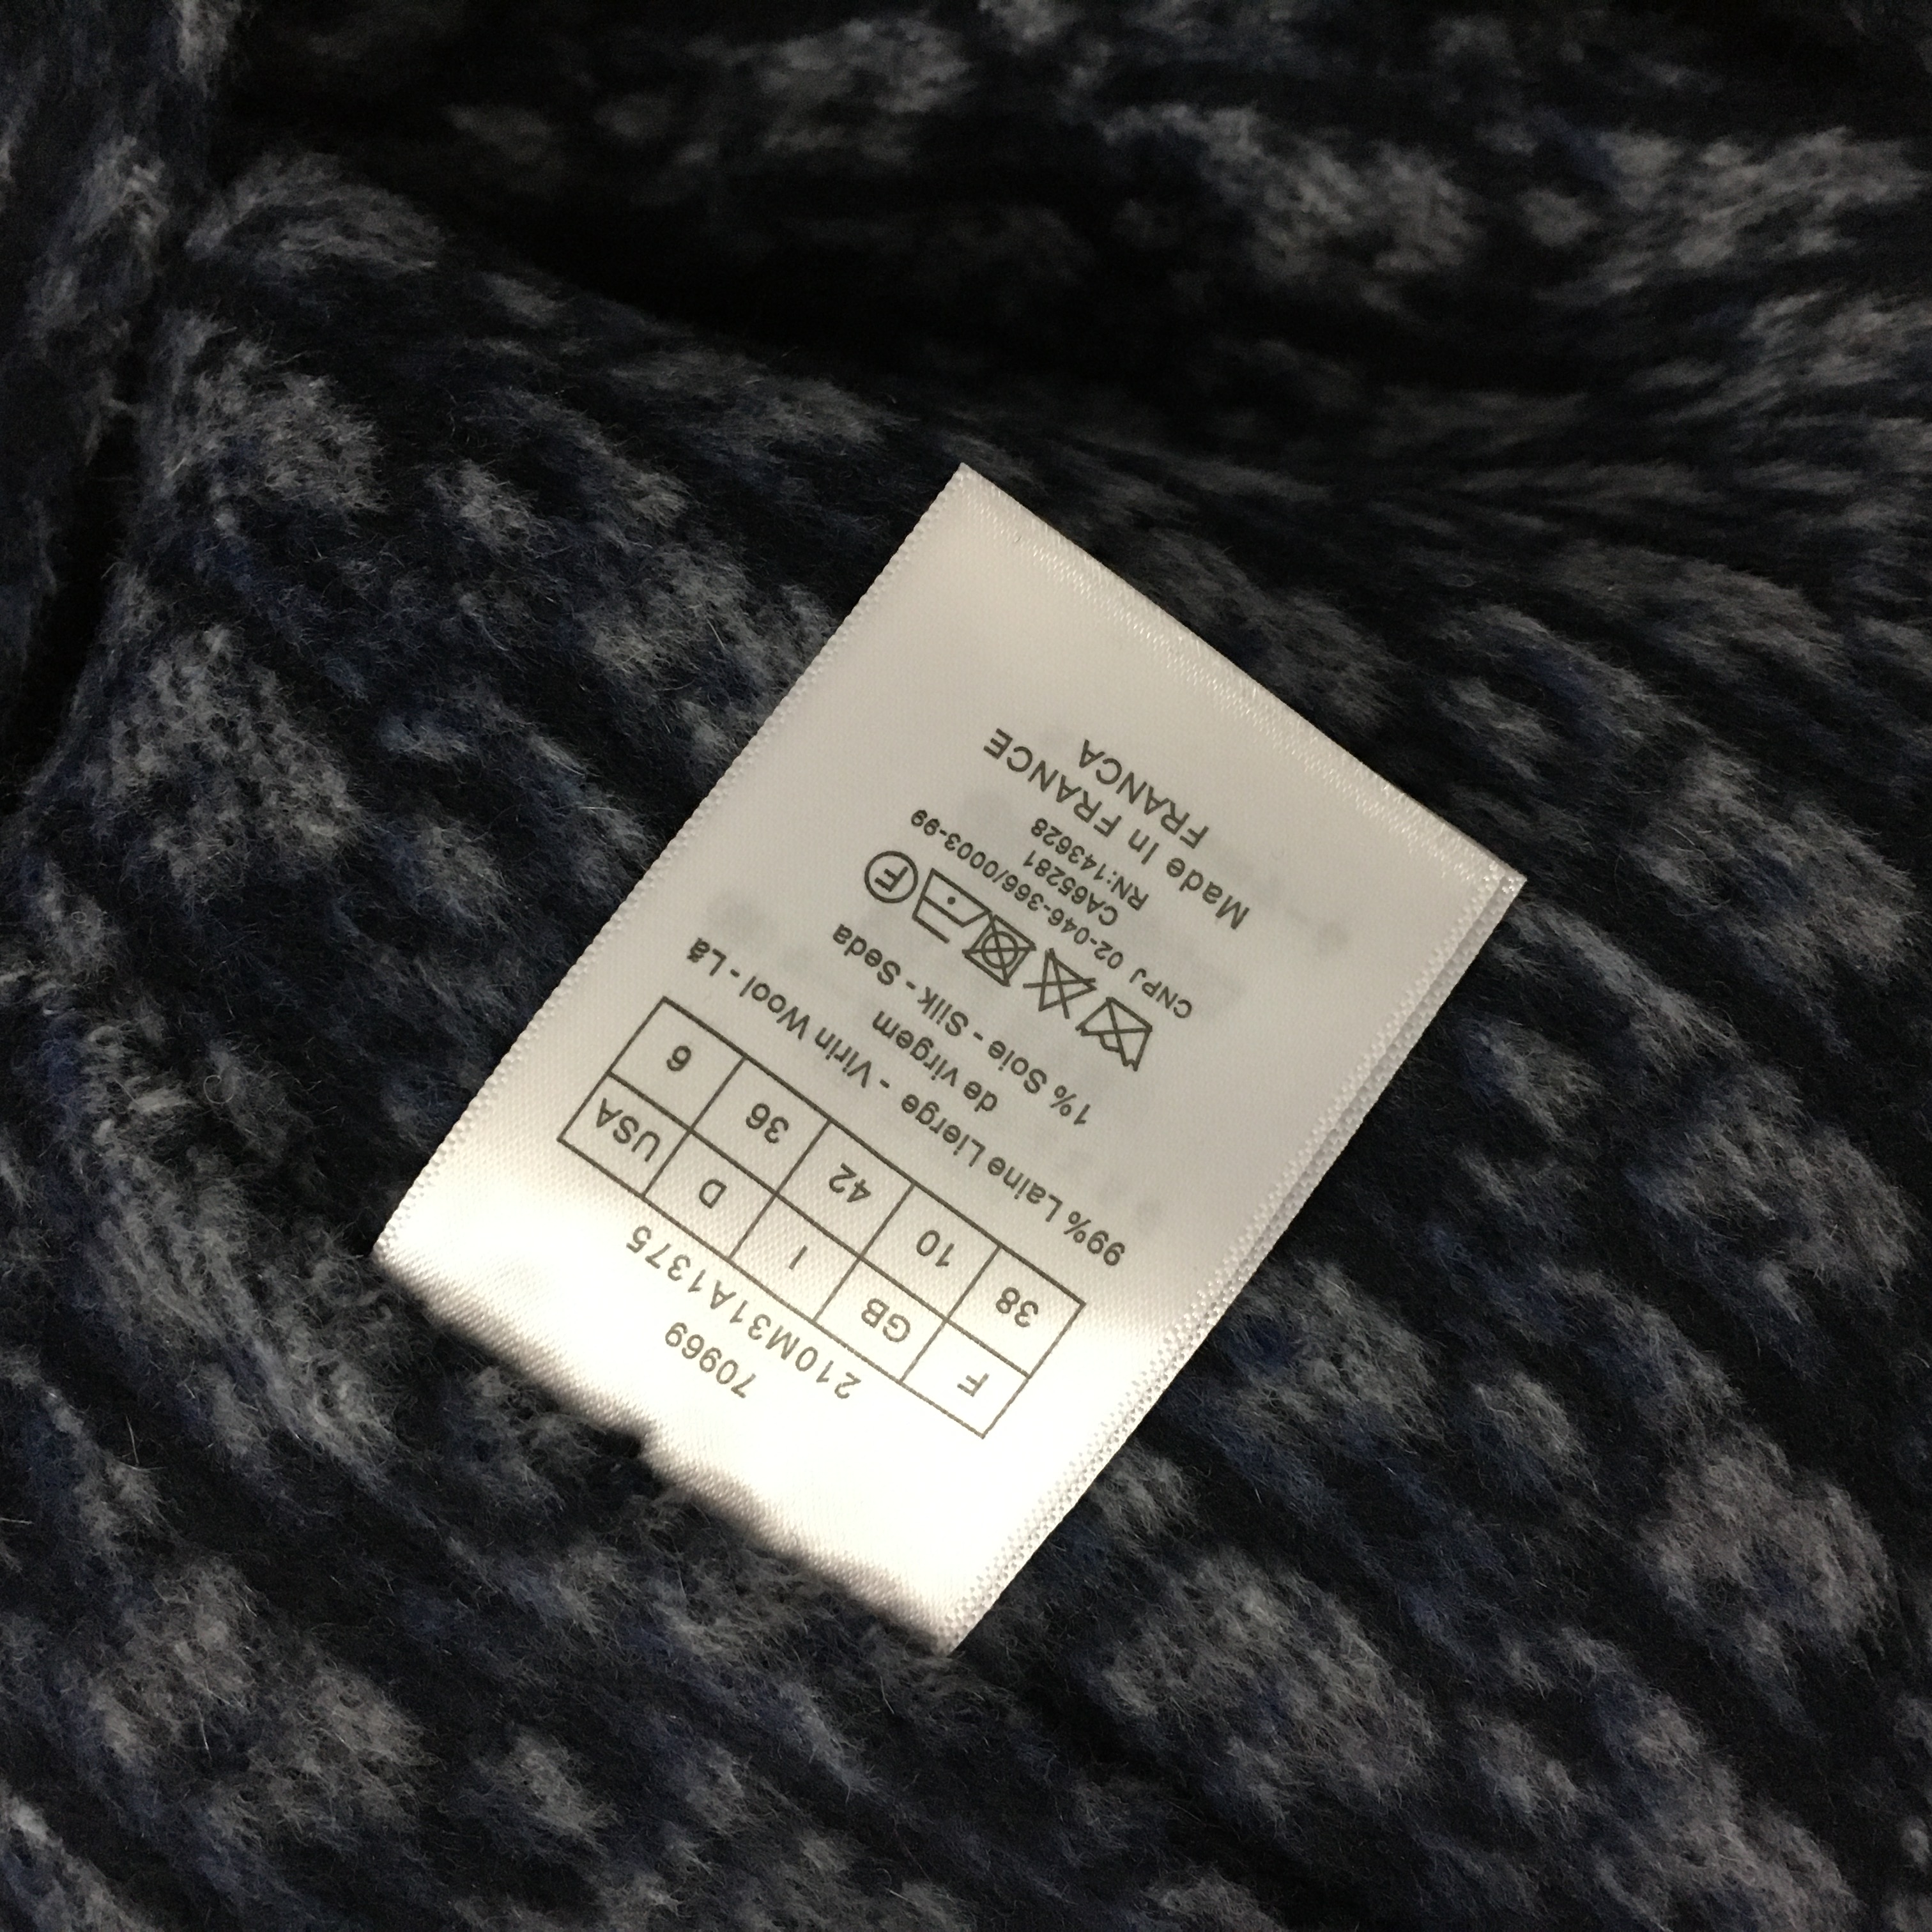 70969
210M31A1375
F GB I D USA
38 10 42 36 6
99% Laine Lierge - Virin Wool - Lã
de virgem
1% Soie - Silk - Seda
F
CNPJ 02-046-366/0003-99
CA65281
RN:143628
Made In FRANCE
FRANCA